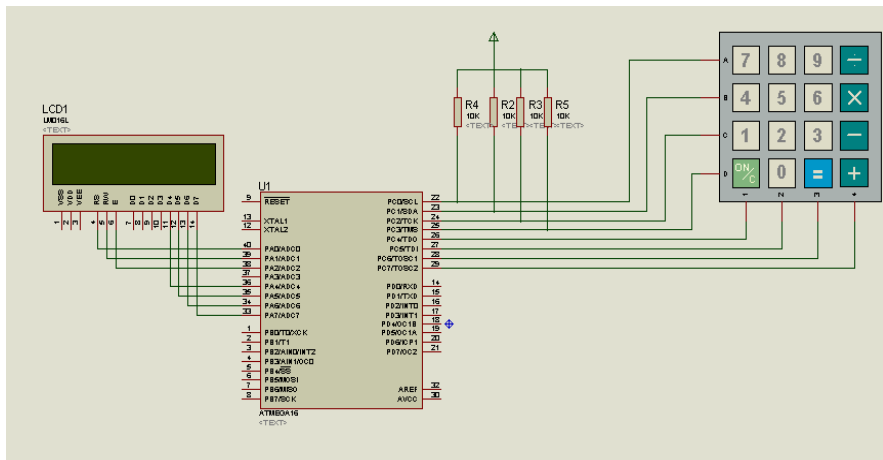 LCD1
LM016L
<TEXT>
VSS VDD VEE RS RW E D0 D1 D2 D3 D4 D5 D6 D7
1 2 3 4 5 6 7 8 9 10 11 12 13 14
R4 R2 R3 R5
10K 10K 10K 10K
<TEXT> <TEXT> <TEXT> <TEXT>
A 7 8 9 ÷
B 4 5 6 ×
C 1 2 3 −
D ON/C 0 = +
1 2 3 4
U1
9 RESET PC0/SCL 22
PC1/SDA 23
13 XTAL1 PC2/TCK 24
12 XTAL2 PC3/TMS 25
PC4/TDO 26
40 PA0/ADC0 PC5/TDI 27
39 PA1/ADC1 PC6/TOSC1 28
38 PA2/ADC2 PC7/TOSC2 29
37 PA3/ADC3
36 PA4/ADC4 PD0/RXD 14
35 PA5/ADC5 PD1/TXD 15
34 PA6/ADC6 PD2/INT0 16
33 PA7/ADC7 PD3/INT1 17
PD4/OC1B 18
1 PB0/T0/XCK PD5/OC1A 19
2 PB1/T1 PD6/ICP1 20
3 PB2/AIN0/INT2 PD7/OC2 21
4 PB3/AIN1/OC0
5 PB4/SS
6 PB5/MOSI
7 PB6/MISO AREF 32
8 PB7/SCK AVCC 30
ATMEGA16
<TEXT>